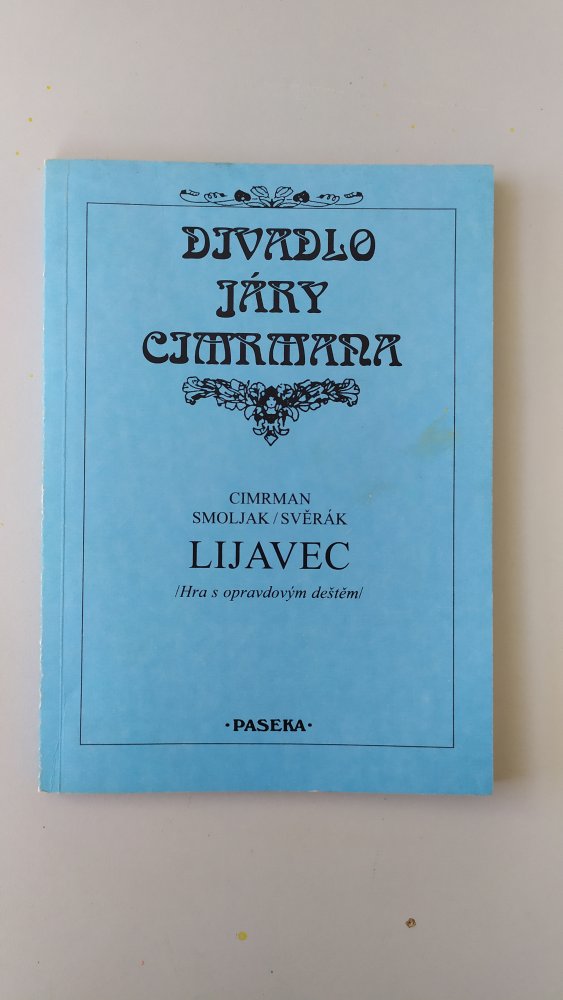 DIVADLO
JÁRY
CIMRMANA
CIMRMAN
SMOLJAK/SVĚRÁK
LIJAVEC
/Hra s opravdovým deštěm/
·PASEKA·